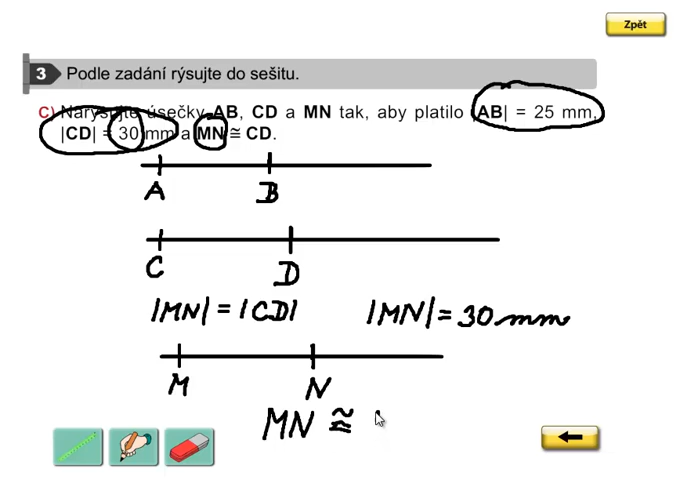 Zpět
3 Podle zadání rýsujte do sešitu.
C) Narýsujte úsečky AB, CD a MN tak, aby platilo |AB| = 25 mm,
|CD| = 30 mm a MN ≅ CD.
A B
C D
|MN| = |CD| |MN| = 30 mm
M N
MN ≅